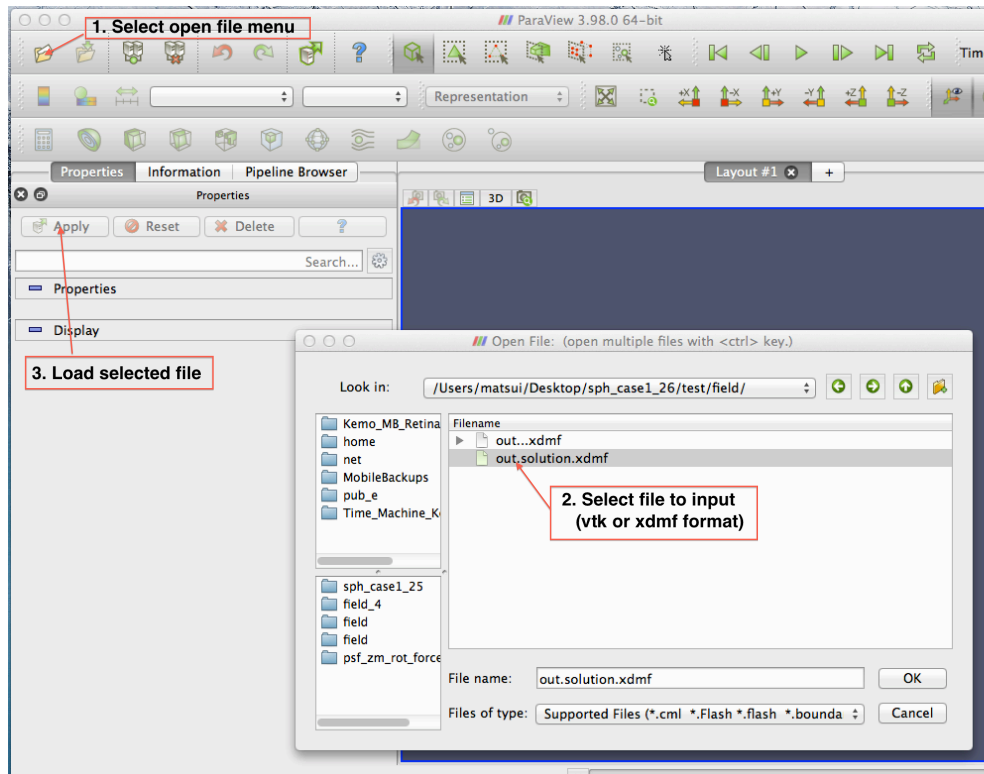 1. Select open file menu
ParaView 3.98.0 64-bit
Tim
Representation
+X
-X
+Y
-Y
+Z
-Z
Properties
Information
Pipeline Browser
Layout #1
+
Properties
3D
Apply
Reset
Delete
?
Search...
Properties
Display
3. Load selected file
Open File: (open multiple files with <ctrl> key.)
Look in:
/Users/matsui/Desktop/sph_case1_26/test/field/
Kemo_MB_Retina
home
net
MobileBackups
pub_e
Time_Machine_K
Filename
out...xdmf
out.solution.xdmf
2. Select file to input
(vtk or xdmf format)
sph_case1_25
field_4
field
field
psf_zm_rot_force
File name:
out.solution.xdmf
OK
Files of type:
Supported Files (*.cml *.Flash *.flash *.bounda
Cancel